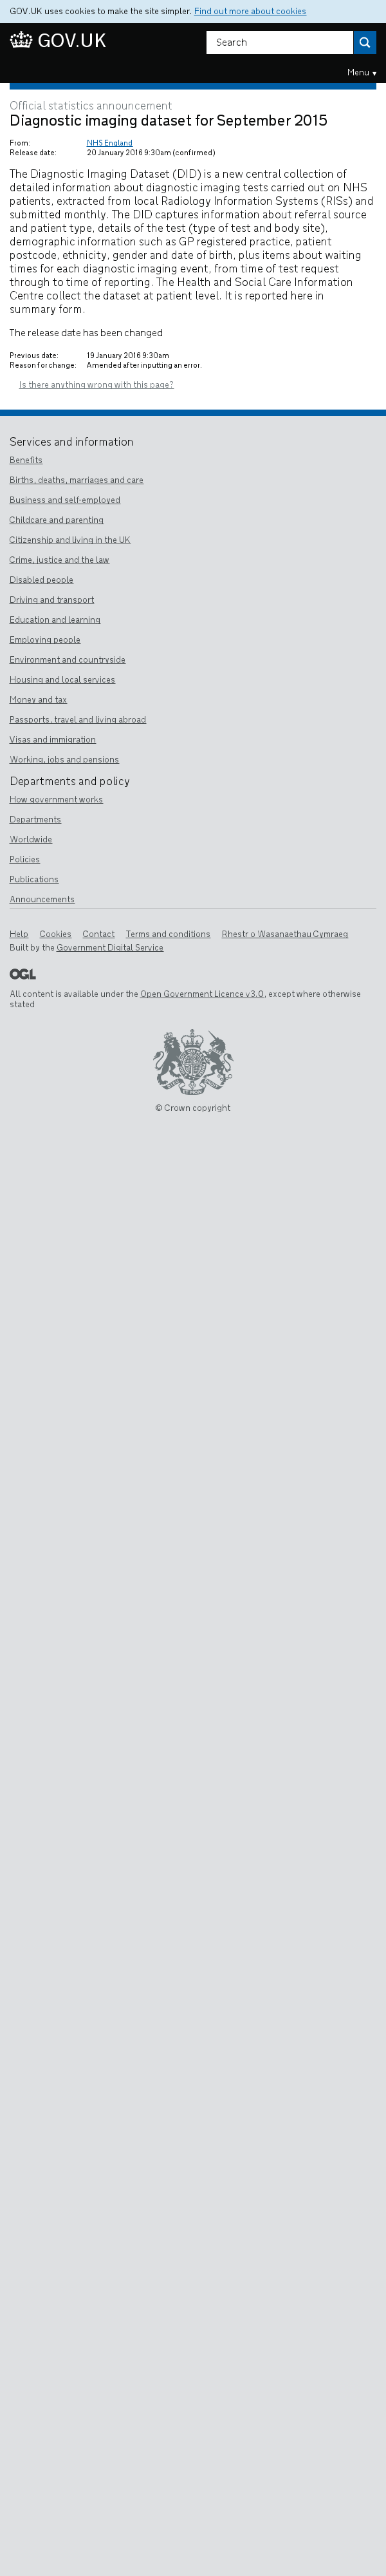 GOV.UK uses cookies to make the site simpler. Find out more about cookies
GOV.UK
Search
Menu ▾
Official statistics announcement
Diagnostic imaging dataset for September 2015
From: NHS England
Release date: 20 January 2016 9:30am (confirmed)
The Diagnostic Imaging Dataset (DID) is a new central collection of
detailed information about diagnostic imaging tests carried out on NHS
patients, extracted from local Radiology Information Systems (RISs) and
submitted monthly. The DID captures information about referral source
and patient type, details of the test (type of test and body site),
demographic information such as GP registered practice, patient
postcode, ethnicity, gender and date of birth, plus items about waiting
times for each diagnostic imaging event, from time of test request
through to time of reporting. The Health and Social Care Information
Centre collect the dataset at patient level. It is reported here in
summary form.
The release date has been changed
Previous date: 19 January 2016 9:30am
Reason for change: Amended after inputting an error.
Is there anything wrong with this page?
Services and information
Benefits
Births, deaths, marriages and care
Business and self-employed
Childcare and parenting
Citizenship and living in the UK
Crime, justice and the law
Disabled people
Driving and transport
Education and learning
Employing people
Environment and countryside
Housing and local services
Money and tax
Passports, travel and living abroad
Visas and immigration
Working, jobs and pensions
Departments and policy
How government works
Departments
Worldwide
Policies
Publications
Announcements
Help Cookies Contact Terms and conditions Rhestr o Wasanaethau Cymraeg
Built by the Government Digital Service
OGL
All content is available under the Open Government Licence v3.0, except where otherwise
stated
© Crown copyright